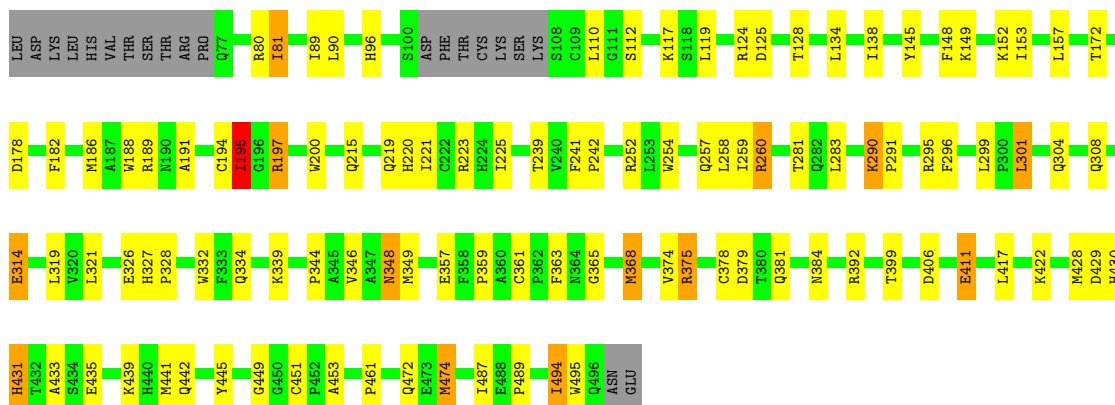 LEU ASP LYS LEU HIS VAL THR SER THR ARG PRO Q77 R80 I81 I89 L90 H96 S100 ASP PHE THR CYS LYS SER LYS S108 C109 L110 G111 S112 K117 S118 L119 R124 D125 T128 L134 I138 Y145 F148 K149 K152 I153 L157 T172
D178 F182 M186 A187 W188 R189 N190 A191 C194 I195 G196 R197 W200 Q215 Q219 H220 I221 C222 R223 H224 I225 T239 V240 F241 P242 R252 L253 W254 Q257 L258 I259 R260 T281 Q282 L283 K290 P291 R295 F296 L299 P300 L301 Q304 Q308
E314 L319 V320 L321 E326 H327 P328 W332 F333 Q334 K339 P344 A345 V346 A347 N348 M349 E357 F358 P359 A360 C361 P362 F363 N364 G365 M368 V374 R375 C378 D379 T380 Q381 N384 R392 T399 D406 E411 L417 K422 M428 D429 H430
H431 T432 A433 S434 E435 K439 H440 M441 Q442 Y445 G449 G450 C451 P452 A453 P461 Q472 E473 M474 I487 E488 P489 I494 W495 Q496 ASN GLU